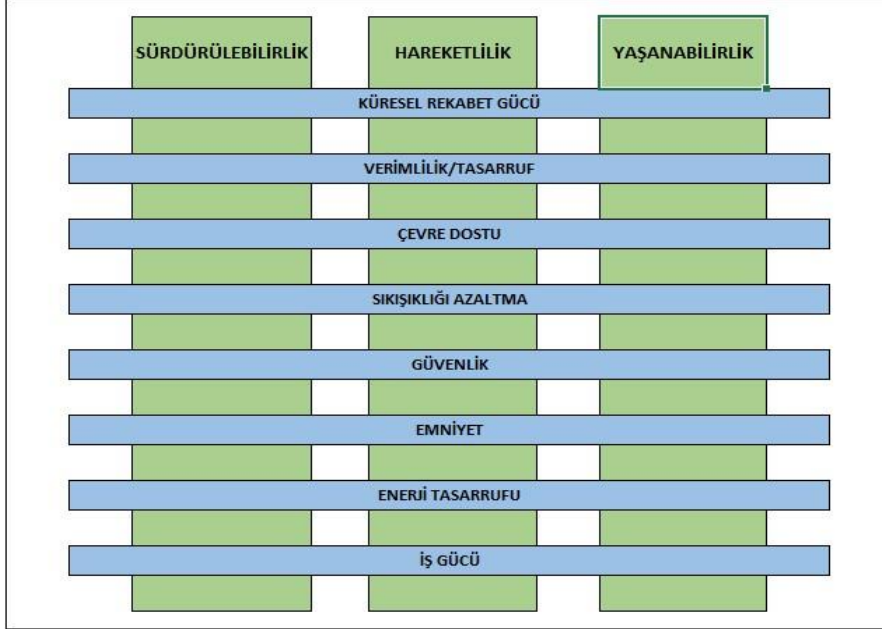 SÜRDÜRÜLEBİLİRLİK HAREKETLİLİK YAŞANABİLİRLİK
KÜRESEL REKABET GÜCÜ
VERİMLİLİK/TASARRUF
ÇEVRE DOSTU
SIKIŞIKLIĞI AZALTMA
GÜVENLİK
EMNİYET
ENERJİ TASARRUFU
İŞ GÜCÜ